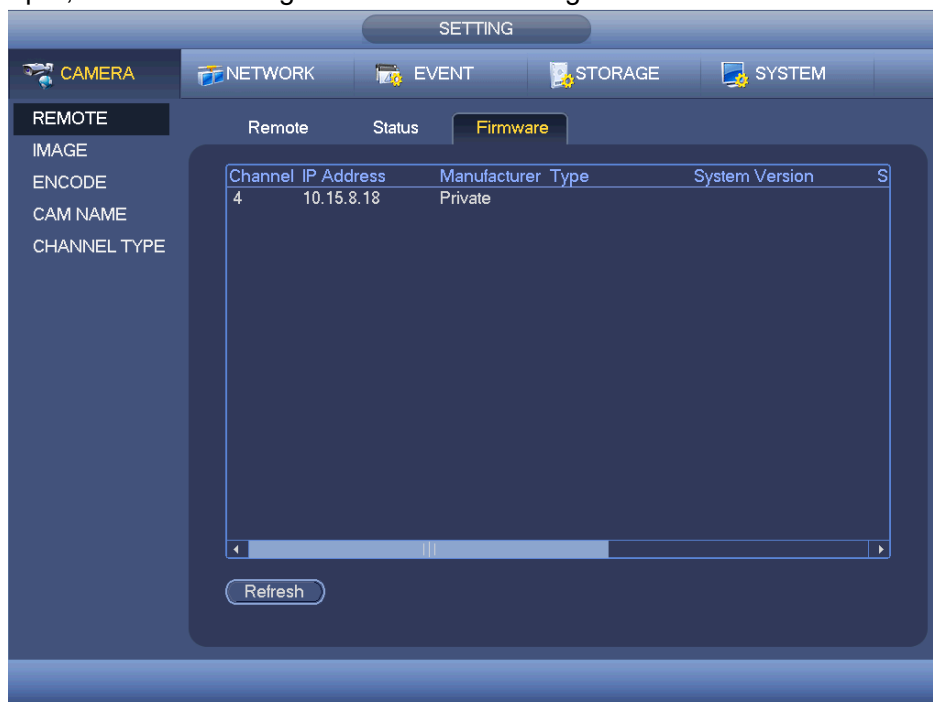 SETTING
CAMERA NETWORK EVENT STORAGE SYSTEM
REMOTE
IMAGE
ENCODE
CAM NAME
CHANNEL TYPE
Remote Status Firmware
Channel IP Address Manufacturer Type System Version S
4 10.15.8.18 Private
Refresh